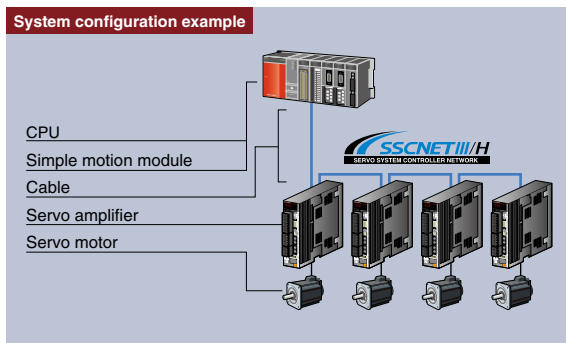 System configuration example
CPU
Simple motion module
Cable
Servo amplifier
Servo motor
SSCNETIII/H
SERVO SYSTEM CONTROLLER NETWORK